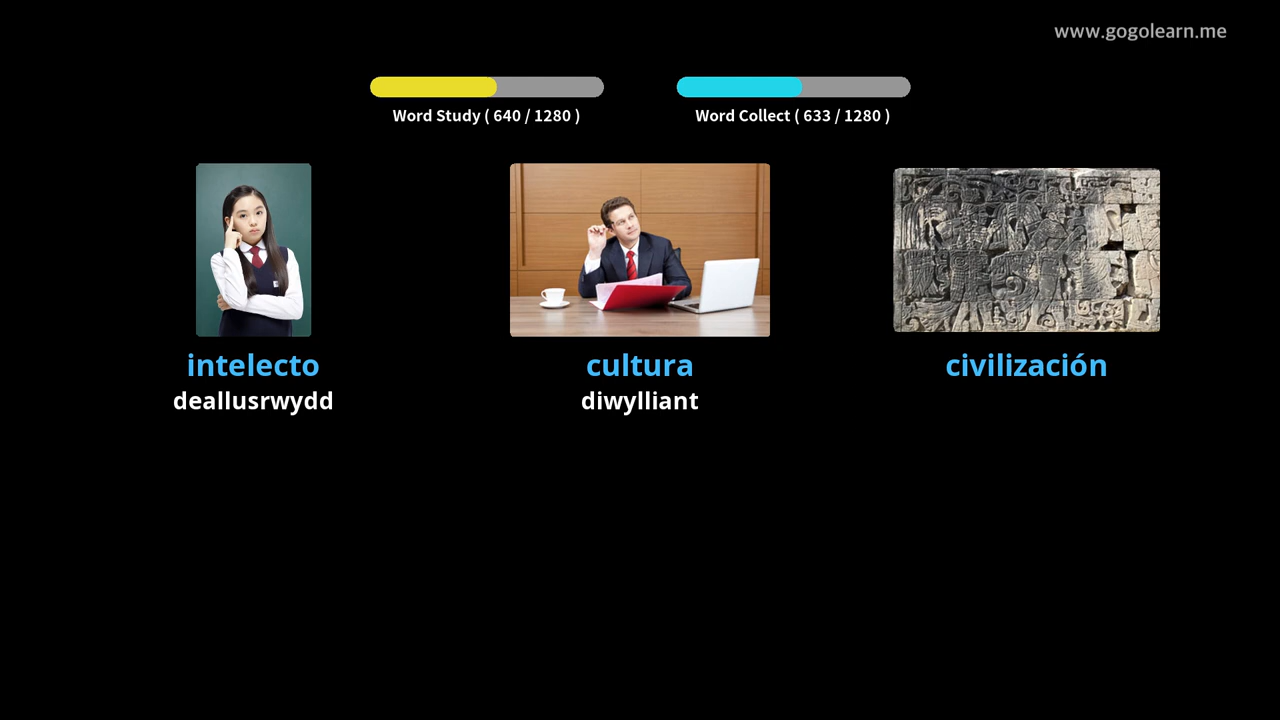 www.gogolearn.me
Word Study ( 640 / 1280 )
Word Collect ( 633 / 1280 )
intelecto
deallusrwydd
cultura
diwylliant
civilización